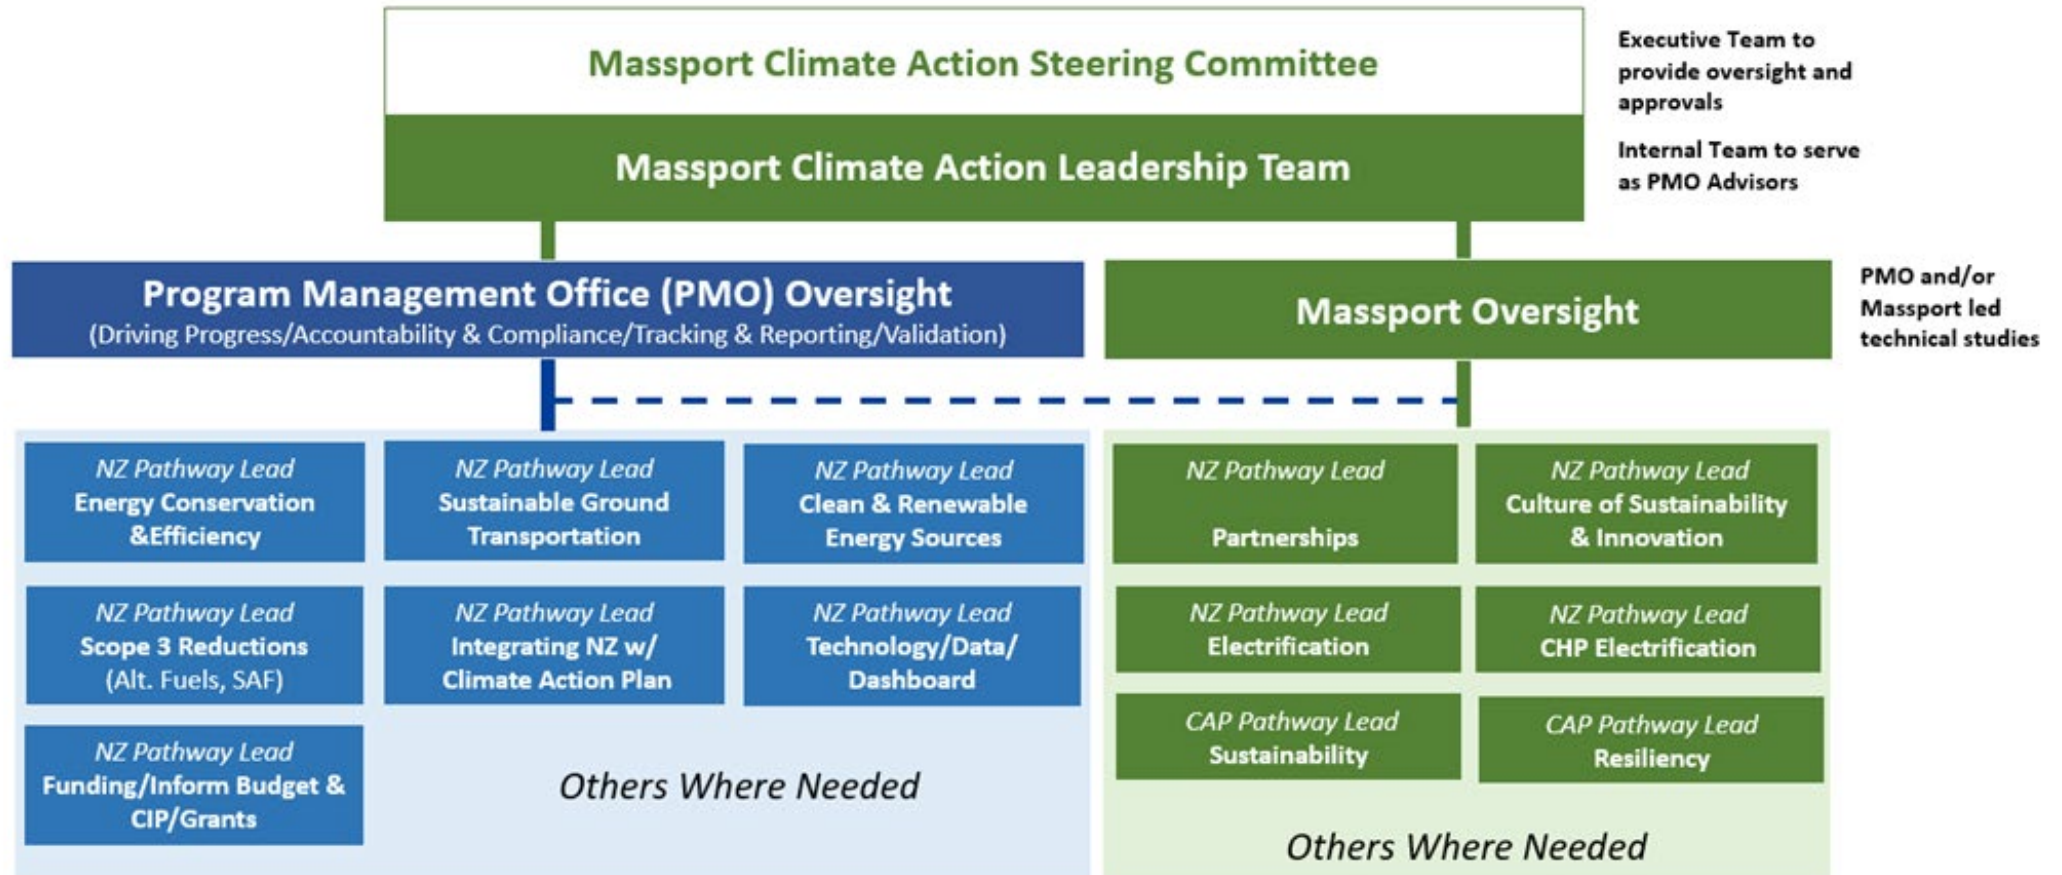 Massport Climate Action Steering Committee
Executive Team to
provide oversight and
approvals
Massport Climate Action Leadership Team
Internal Team to serve
as PMO Advisors
Program Management Office (PMO) Oversight
(Driving Progress/Accountability & Compliance/Tracking & Reporting/Validation)
Massport Oversight
PMO and/or
Massport led
technical studies
NZ Pathway Lead
Energy Conservation
&Efficiency
NZ Pathway Lead
Sustainable Ground
Transportation
NZ Pathway Lead
Clean & Renewable
Energy Sources
NZ Pathway Lead
Scope 3 Reductions
(Alt. Fuels, SAF)
NZ Pathway Lead
Integrating NZ w/
Climate Action Plan
NZ Pathway Lead
Technology/Data/
Dashboard
NZ Pathway Lead
Funding/Inform Budget &
CIP/Grants
Others Where Needed
NZ Pathway Lead
Partnerships
NZ Pathway Lead
Culture of Sustainability
& Innovation
NZ Pathway Lead
Electrification
NZ Pathway Lead
CHP Electrification
CAP Pathway Lead
Sustainability
CAP Pathway Lead
Resiliency
Others Where Needed